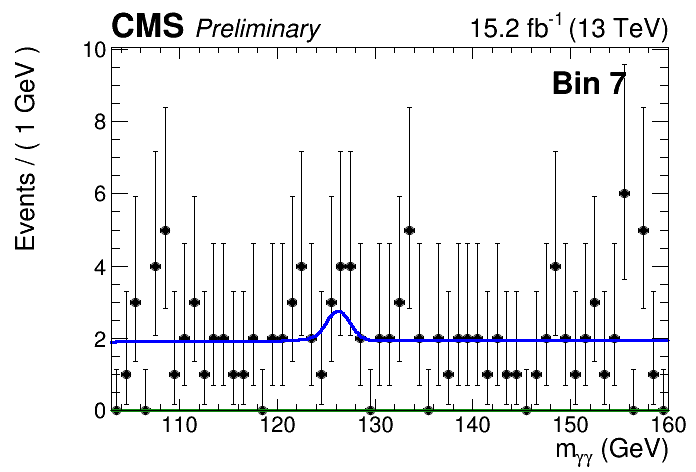 CMS Preliminary 15.2 fb-1 (13 TeV)
Bin 7
Events / ( 1 GeV )
10
8
6
4
2
0
110 120 130 140 150 160
mγγ (GeV)